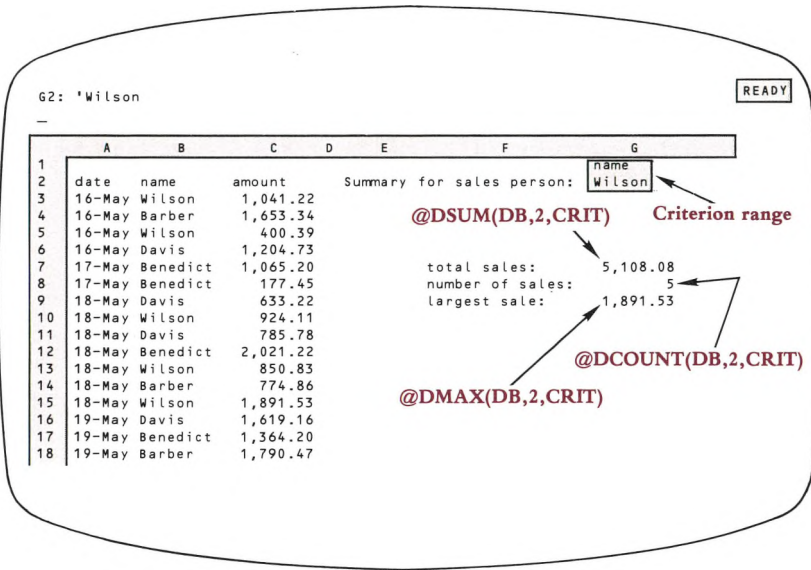 G2: 'Wilson READY
A B C D E F G
1 name
2 date name amount Summary for sales person: Wilson
3 16-May Wilson 1,041.22
4 16-May Barber 1,653.34 @DSUM(DB,2,CRIT) Criterion range
5 16-May Wilson 400.39
6 16-May Davis 1,204.73
7 17-May Benedict 1,065.20 total sales: 5,108.08
8 17-May Benedict 177.45 number of sales: 5
9 18-May Davis 633.22 largest sale: 1,891.53
10 18-May Wilson 924.11
11 18-May Davis 785.78
12 18-May Benedict 2,021.22 @DCOUNT(DB,2,CRIT)
13 18-May Wilson 850.83
14 18-May Barber 774.86
15 18-May Wilson 1,891.53 @DMAX(DB,2,CRIT)
16 19-May Davis 1,619.16
17 19-May Benedict 1,364.20
18 19-May Barber 1,790.47